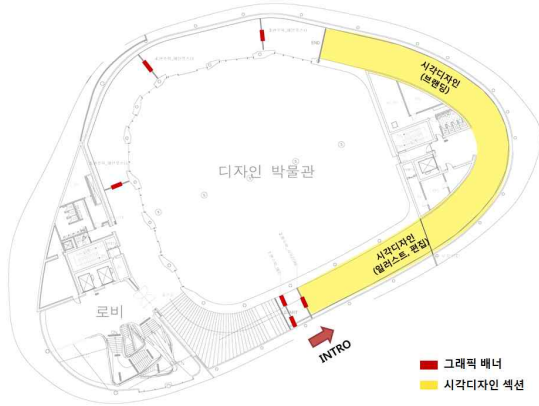 시각디자인
(브랜딩)
디자인 박물관
시각디자인
(일러스트, 편집)
로비
INTRO
그래픽 배너
시각디자인 섹션